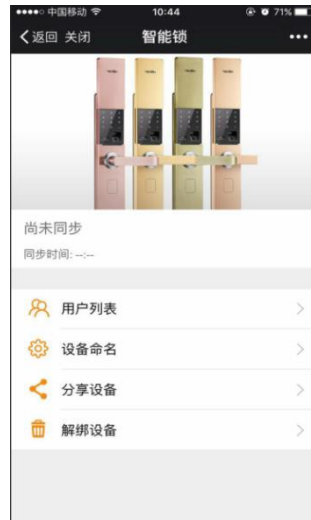 中国移动 10:44 71%
返回 关闭 智能锁
尚未同步
同步时间: --:--
用户列表
设备命名
分享设备
解绑设备